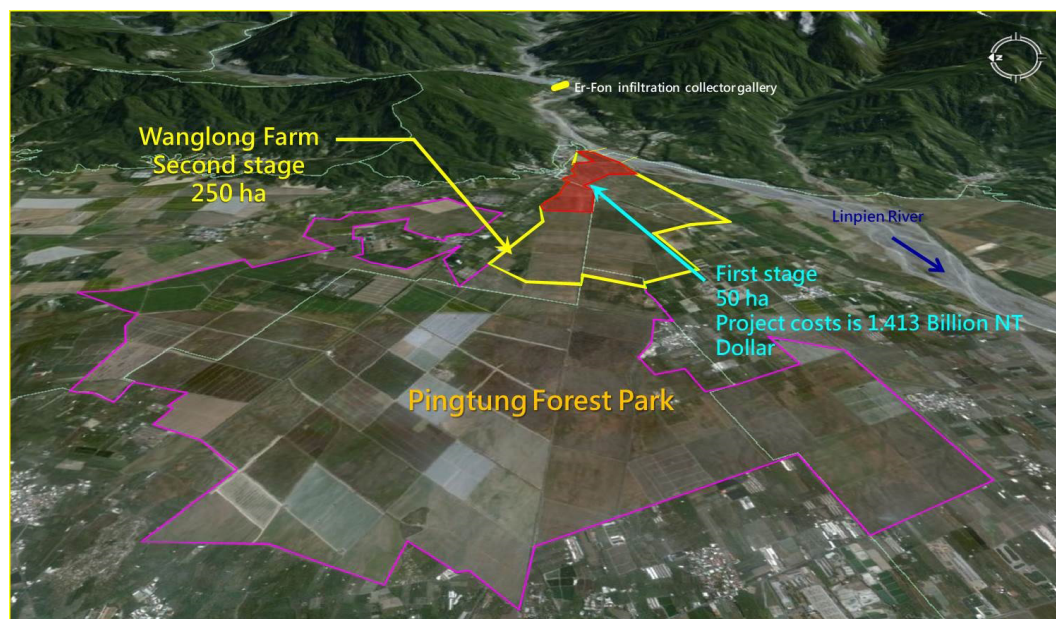 Er-Fon infiltration collector gallery
Wanglong Farm
Second stage
250 ha
Linpien River
First stage
50 ha
Project costs is 1.413 Billion NT
Dollar
Pingtung Forest Park
N